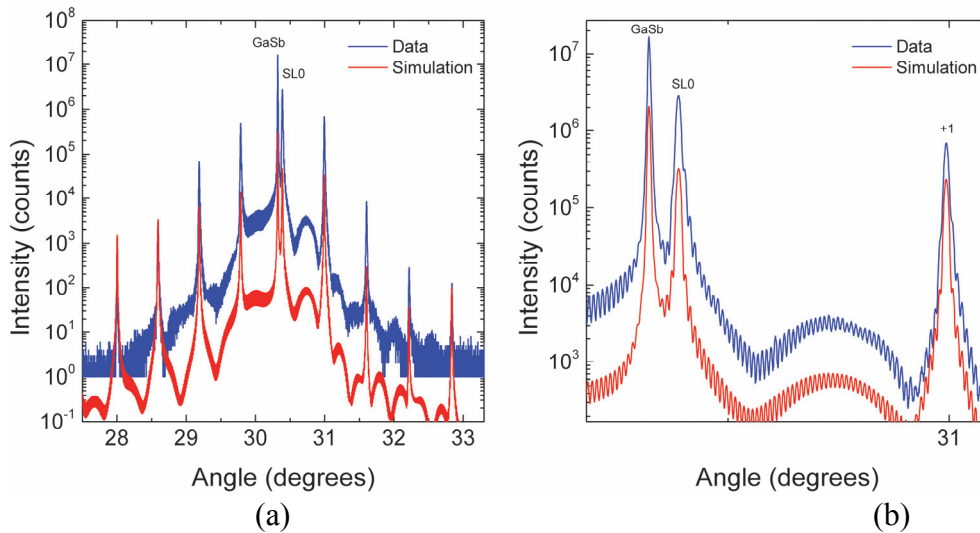 10^8
10^7
10^6
10^5
10^4
10^3
10^2
10^1
10^0
10^-1
Intensity (counts)
GaSb
SL0
Data
Simulation
28 29 30 31 32 33
Angle (degrees)
(a)
10^7
10^6
10^5
10^4
10^3
Intensity (counts)
GaSb
SL0
+1
Data
Simulation
31
Angle (degrees)
(b)